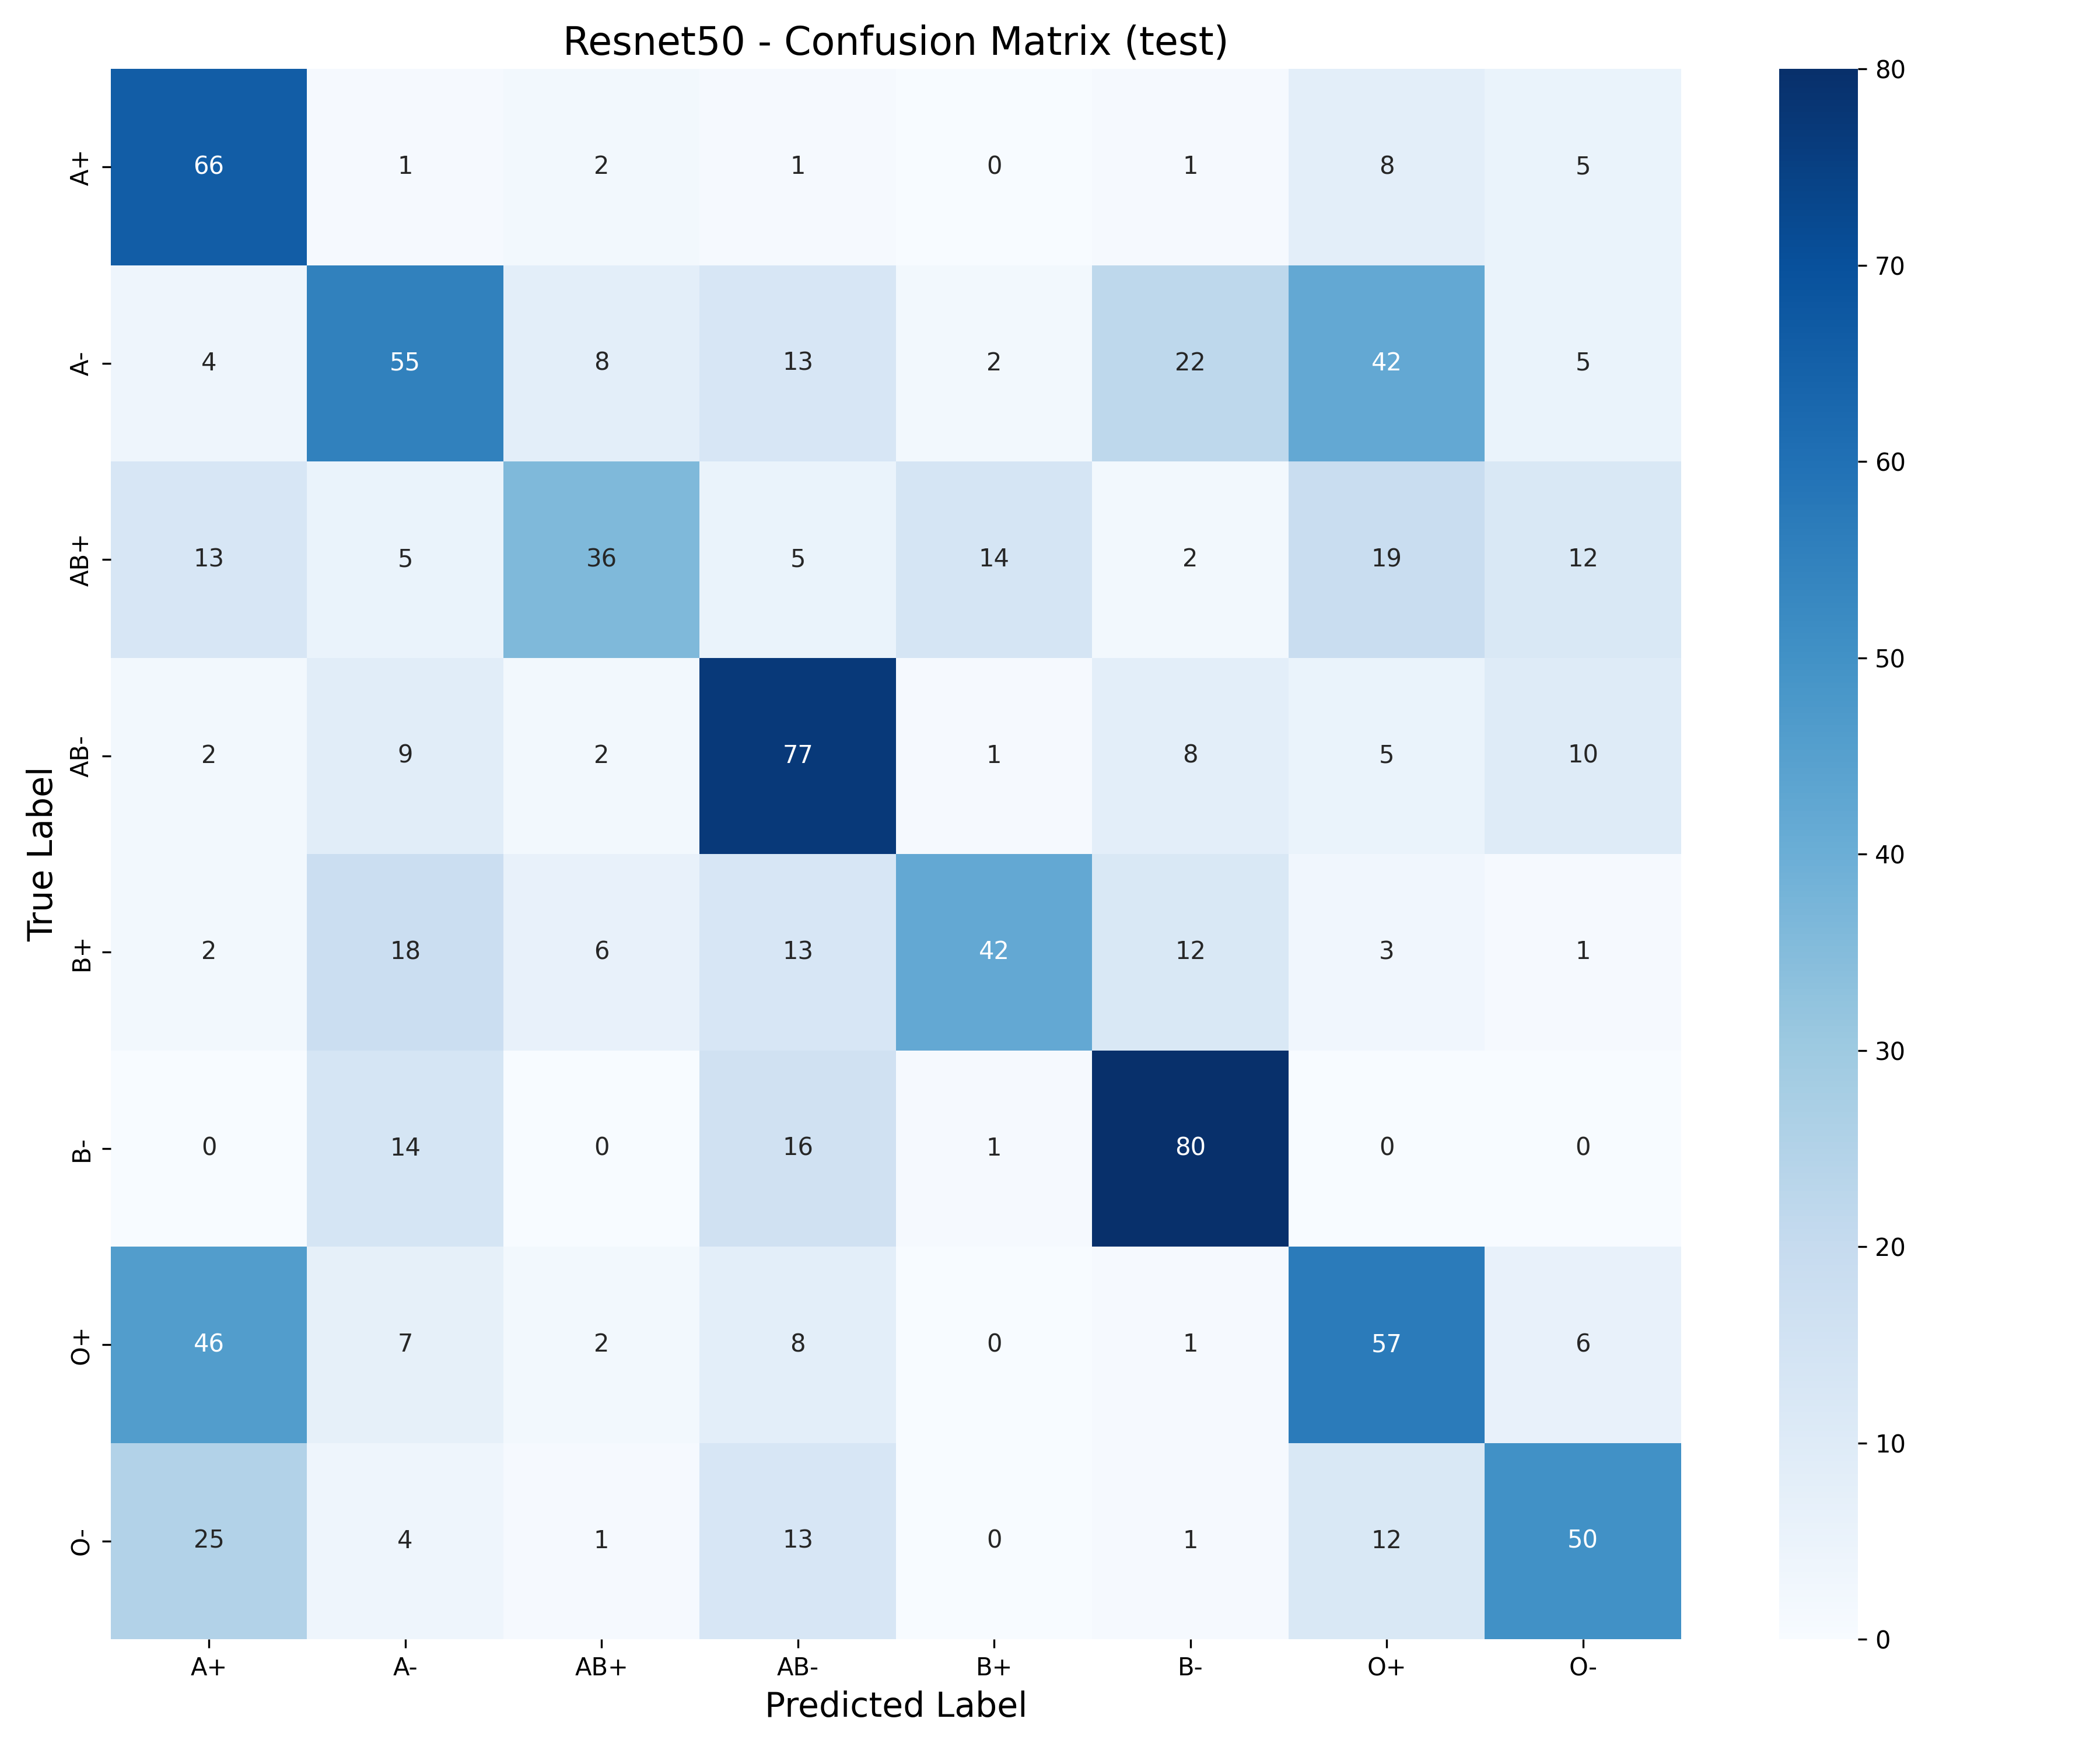 Resnet50 - Confusion Matrix (test)
A+ 66 1 2 1 0 1 8 5
A- 4 55 8 13 2 22 42 5
AB+ 13 5 36 5 14 2 19 12
AB- 2 9 2 77 1 8 5 10
B+ 2 18 6 13 42 12 3 1
B- 0 14 0 16 1 80 0 0
O+ 46 7 2 8 0 1 57 6
O- 25 4 1 13 0 1 12 50
A+ A- AB+ AB- B+ B- O+ O-
Predicted Label
True Label
80
70
60
50
40
30
20
10
0